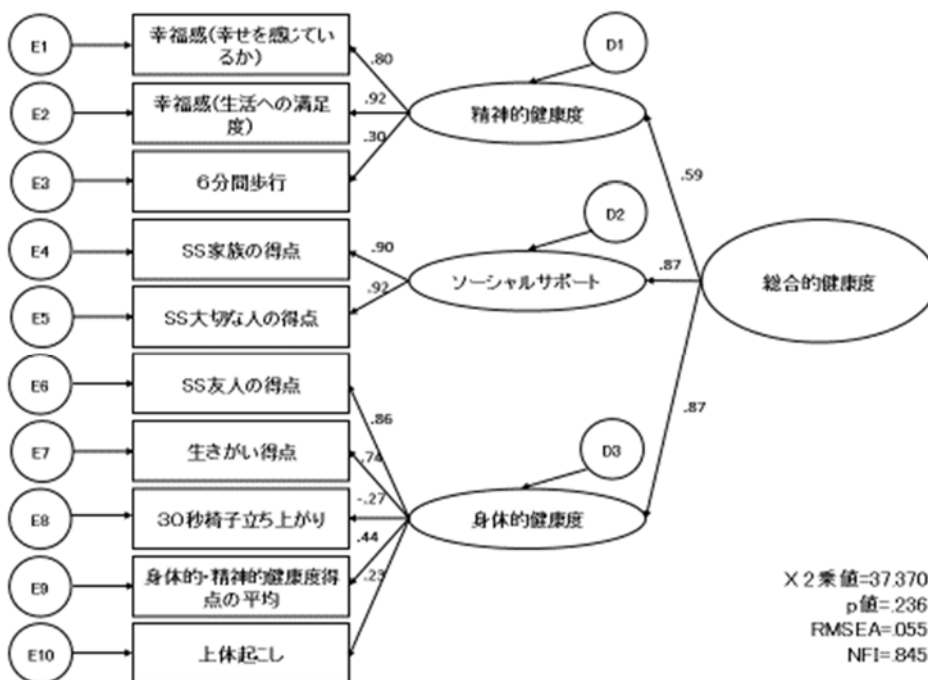 E1
幸福感(幸せを感じてい
るか)
.80
D1
E2
幸福感(生活への満足
度)
.92
精神的健康度
.30
E3
6分間歩行
.59
D2
E4
SS家族の得点
.90
ソーシャルサポート
.87
総合的健康度
.92
E5
SS大切な人の得点
E6
SS友人の得点
.86
.87
E7
生きがい得点
.74
D3
E8
30秒椅子立ち上がり
-.27
身体的健康度
.44
E9
身体的・精神的健康度得
点の平均
.23
E10
上体起こし
X2乗値=37.370
p値=.236
RMSEA=.055
NFI=.845